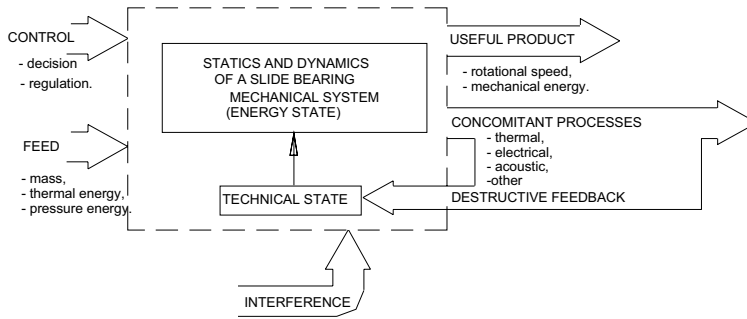 CONTROL
- decision
- regulation.
FEED
- mass,
- thermal energy,
- pressure energy.
STATICS AND DYNAMICS
OF A SLIDE BEARING
MECHANICAL SYSTEM
(ENERGY STATE)
TECHNICAL STATE
INTERFERENCE
USEFUL PRODUCT
- rotational speed,
- mechanical energy.
CONCOMITANT PROCESSES
- thermal,
- electrical,
- acoustic,
-other
DESTRUCTIVE FEEDBACK